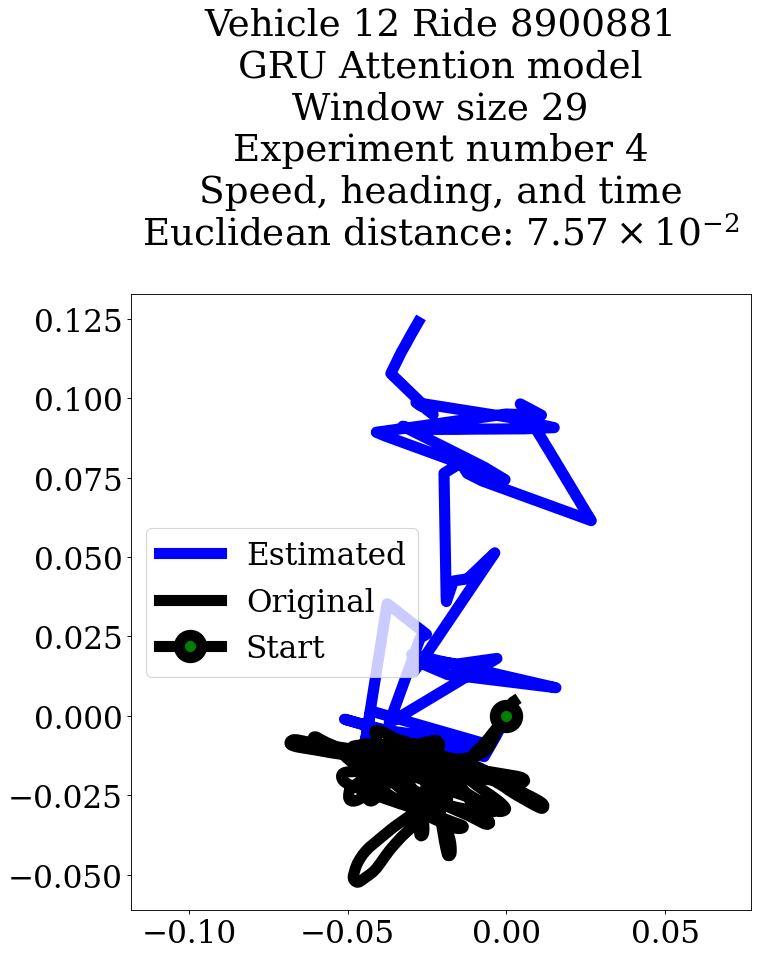 Vehicle 12 Ride 8900881
GRU Attention model
Window size 29
Experiment number 4
Speed, heading, and time
Euclidean distance: 7.57 × 10⁻²
0.125
0.100
0.075
0.050
0.025
0.000
−0.025
−0.050
Estimated
Original
Start
−0.10
−0.05
0.00
0.05